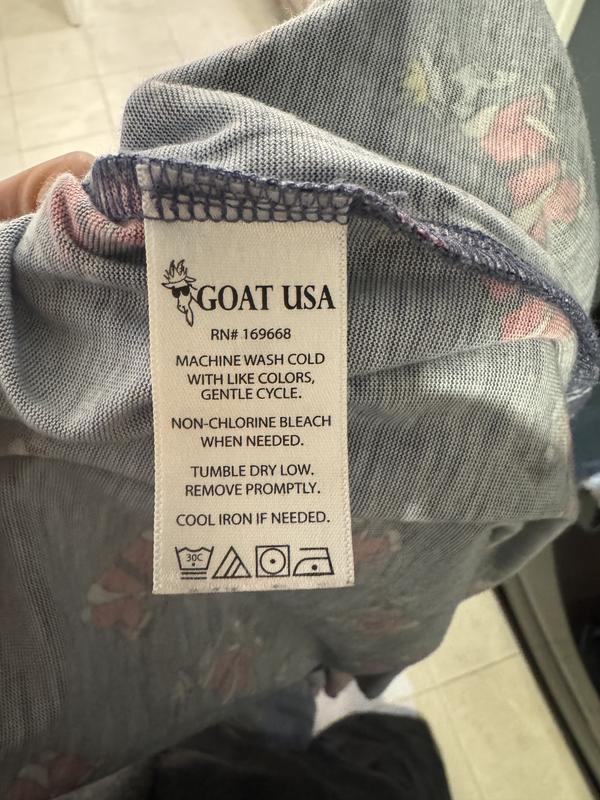 GOAT USA
RN# 169668
MACHINE WASH COLD
WITH LIKE COLORS,
GENTLE CYCLE.
NON-CHLORINE BLEACH
WHEN NEEDED.
TUMBLE DRY LOW.
REMOVE PROMPTLY.
COOL IRON IF NEEDED.
30C